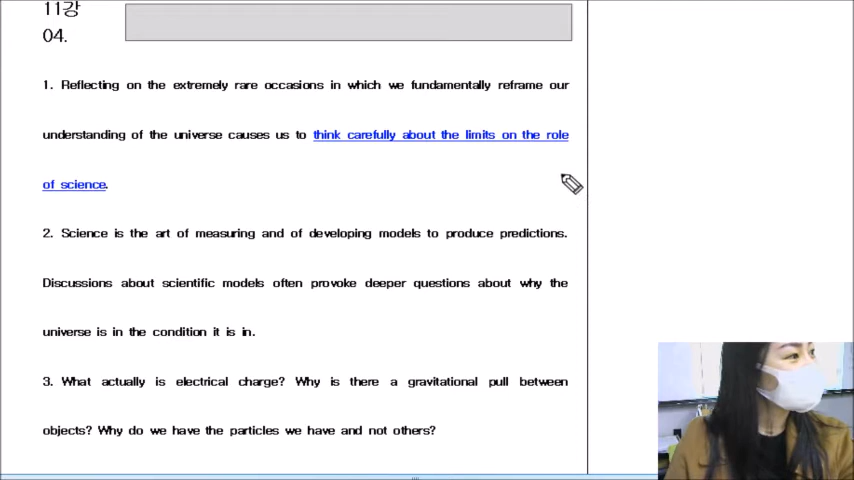 11강
04.
1. Reflecting on the extremely rare occasions in which we fundamentally reframe our
understanding of the universe causes us to think carefully about the limits on the role
of science.
2. Science is the art of measuring and of developing models to produce predictions.
Discussions about scientific models often provoke deeper questions about why the
universe is in the condition it is in.
3. What actually is electrical charge? Why is there a gravitational pull between
objects? Why do we have the particles we have and not others?